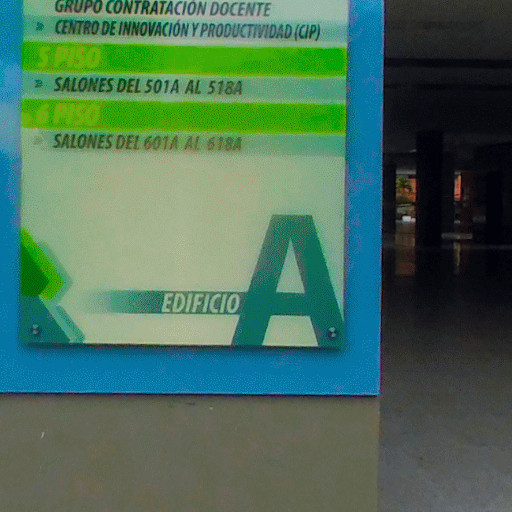 GRUPO CONTRATACIÓN DOCENTE
» CENTRO DE INNOVACIÓN Y PRODUCTIVIDAD (CIP)
5 PISO
» SALONES DEL 501A AL 518A
6 PISO
» SALONES DEL 601A AL 618A
EDIFICIO A